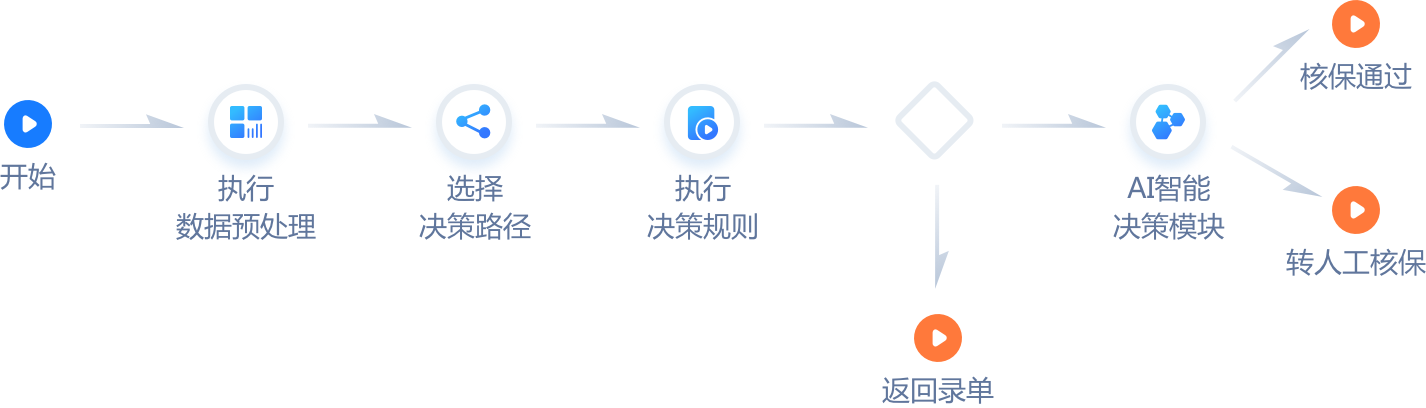 开始
执行
数据预处理
选择
决策路径
执行
决策规则
返回录单
AI智能
决策模块
核保通过
转人工核保